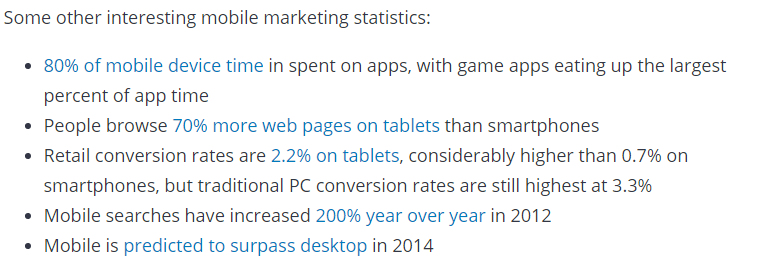 Some other interesting mobile marketing statistics:
• 80% of mobile device time in spent on apps, with game apps eating up the largest
percent of app time
• People browse 70% more web pages on tablets than smartphones
• Retail conversion rates are 2.2% on tablets, considerably higher than 0.7% on
smartphones, but traditional PC conversion rates are still highest at 3.3%
• Mobile searches have increased 200% year over year in 2012
• Mobile is predicted to surpass desktop in 2014